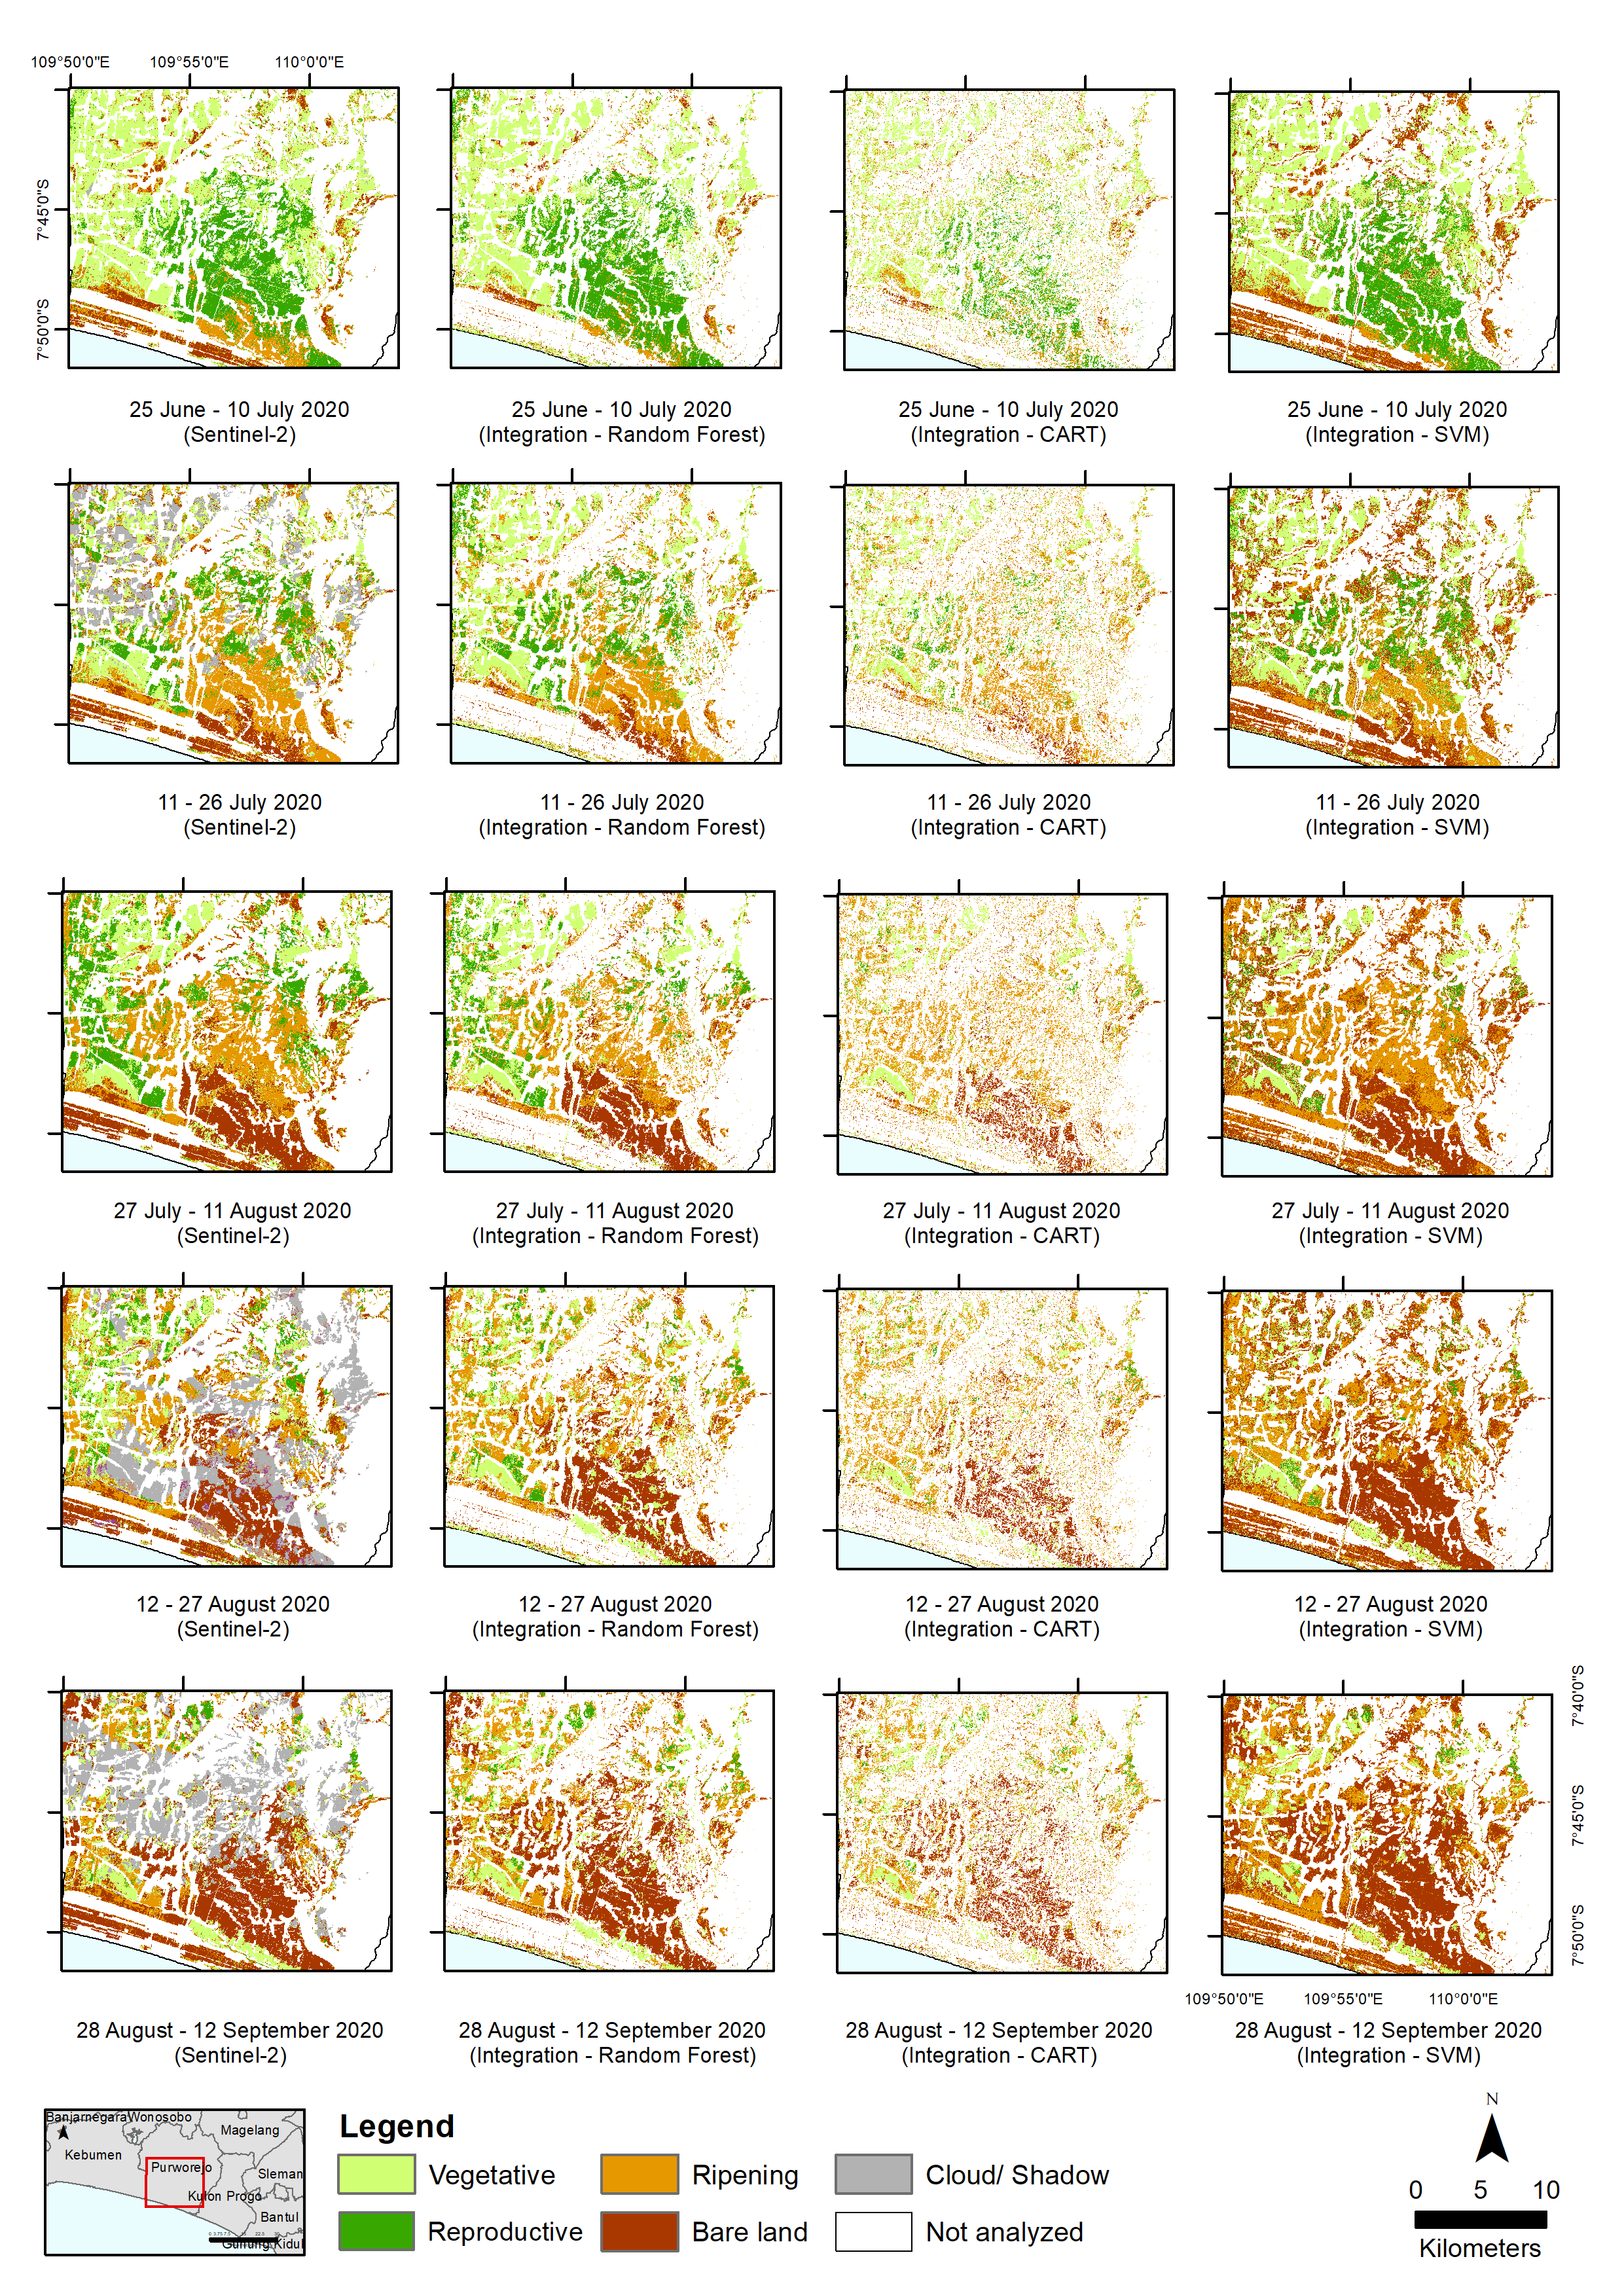 109°50'0"E 109°55'0"E 110°0'0"E
7°45'0"S
7°50'0"S
25 June - 10 July 2020
(Sentinel-2)
25 June - 10 July 2020
(Integration - Random Forest)
25 June - 10 July 2020
(Integration - CART)
25 June - 10 July 2020
(Integration - SVM)
11 - 26 July 2020
(Sentinel-2)
11 - 26 July 2020
(Integration - Random Forest)
11 - 26 July 2020
(Integration - CART)
11 - 26 July 2020
(Integration - SVM)
27 July - 11 August 2020
(Sentinel-2)
27 July - 11 August 2020
(Integration - Random Forest)
27 July - 11 August 2020
(Integration - CART)
27 July - 11 August 2020
(Integration - SVM)
12 - 27 August 2020
(Sentinel-2)
12 - 27 August 2020
(Integration - Random Forest)
12 - 27 August 2020
(Integration - CART)
12 - 27 August 2020
(Integration - SVM)
7°40'0"S
7°45'0"S
7°50'0"S
109°50'0"E 109°55'0"E 110°0'0"E
28 August - 12 September 2020
(Sentinel-2)
28 August - 12 September 2020
(Integration - Random Forest)
28 August - 12 September 2020
(Integration - CART)
28 August - 12 September 2020
(Integration - SVM)
Banjarnegara Wonosobo
Magelang
Kebumen
Purworejo
Sleman
Kulon Progo
Bantul
Gunung Kidul
Legend
Vegetative
Ripening
Cloud/ Shadow
Reproductive
Bare land
Not analyzed
N
0 5 10
Kilometers